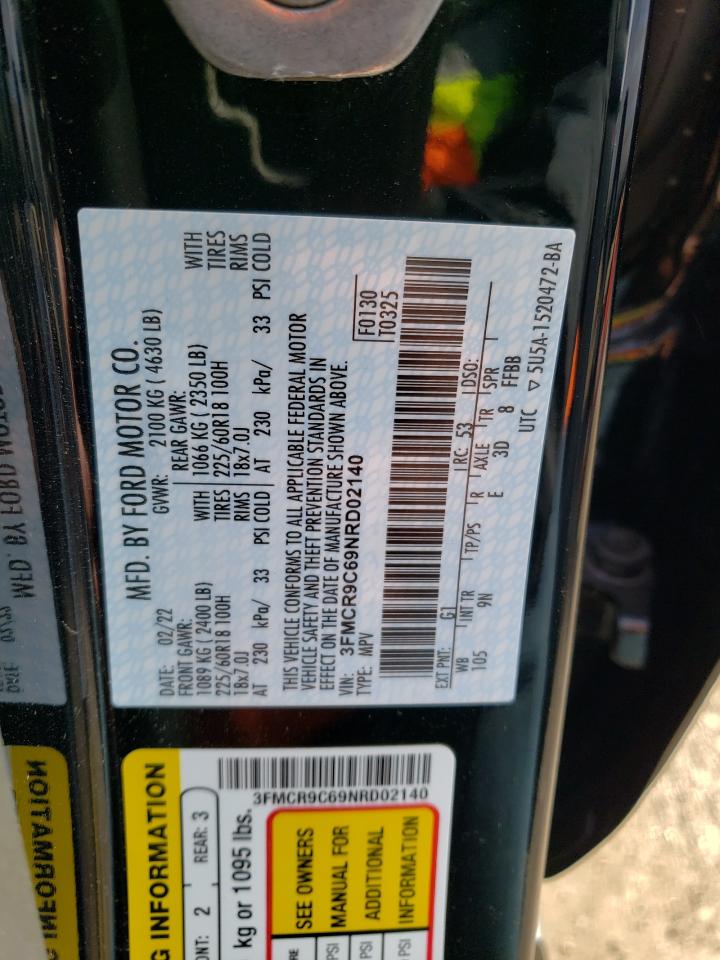 MFD. BY FORD MOTOR CO.
DATE: 02/22 GVWR: 2100 KG ( 4630 LB)
FRONT GAWR: REAR GAWR:
1089 KG ( 2400 LB) WITH 1066 KG ( 2350 LB) WITH
225/60R18 100H TIRES 225/60R18 100H TIRES
18x7.0J RIMS 18x7.0J RIMS
AT 230 kPa/ 33 PSI COLD AT 230 kPa/ 33 PSI COLD
THIS VEHICLE CONFORMS TO ALL APPLICABLE FEDERAL MOTOR
VEHICLE SAFETY AND THEFT PREVENTION STANDARDS IN
EFFECT ON THE DATE OF MANUFACTURE SHOWN ABOVE.
VIN: 3FMCR9C69NRD02140
TYPE: MPV
F0130
T0325
EXT PNT: G1 RC: 53 DSO:
WB INT TR TP/PS R AXLE TR SPR
105 9N E 3D 8 FFBB
UTC ▽ 5U5A-1520472-BA
G INFORMATION
ONT: 2 REAR: 3
kg or 1095 lbs.
3FMCR9C69NRD02140
SEE OWNERS
MANUAL FOR
ADDITIONAL
INFORMATION
PSI
PSI
PSI